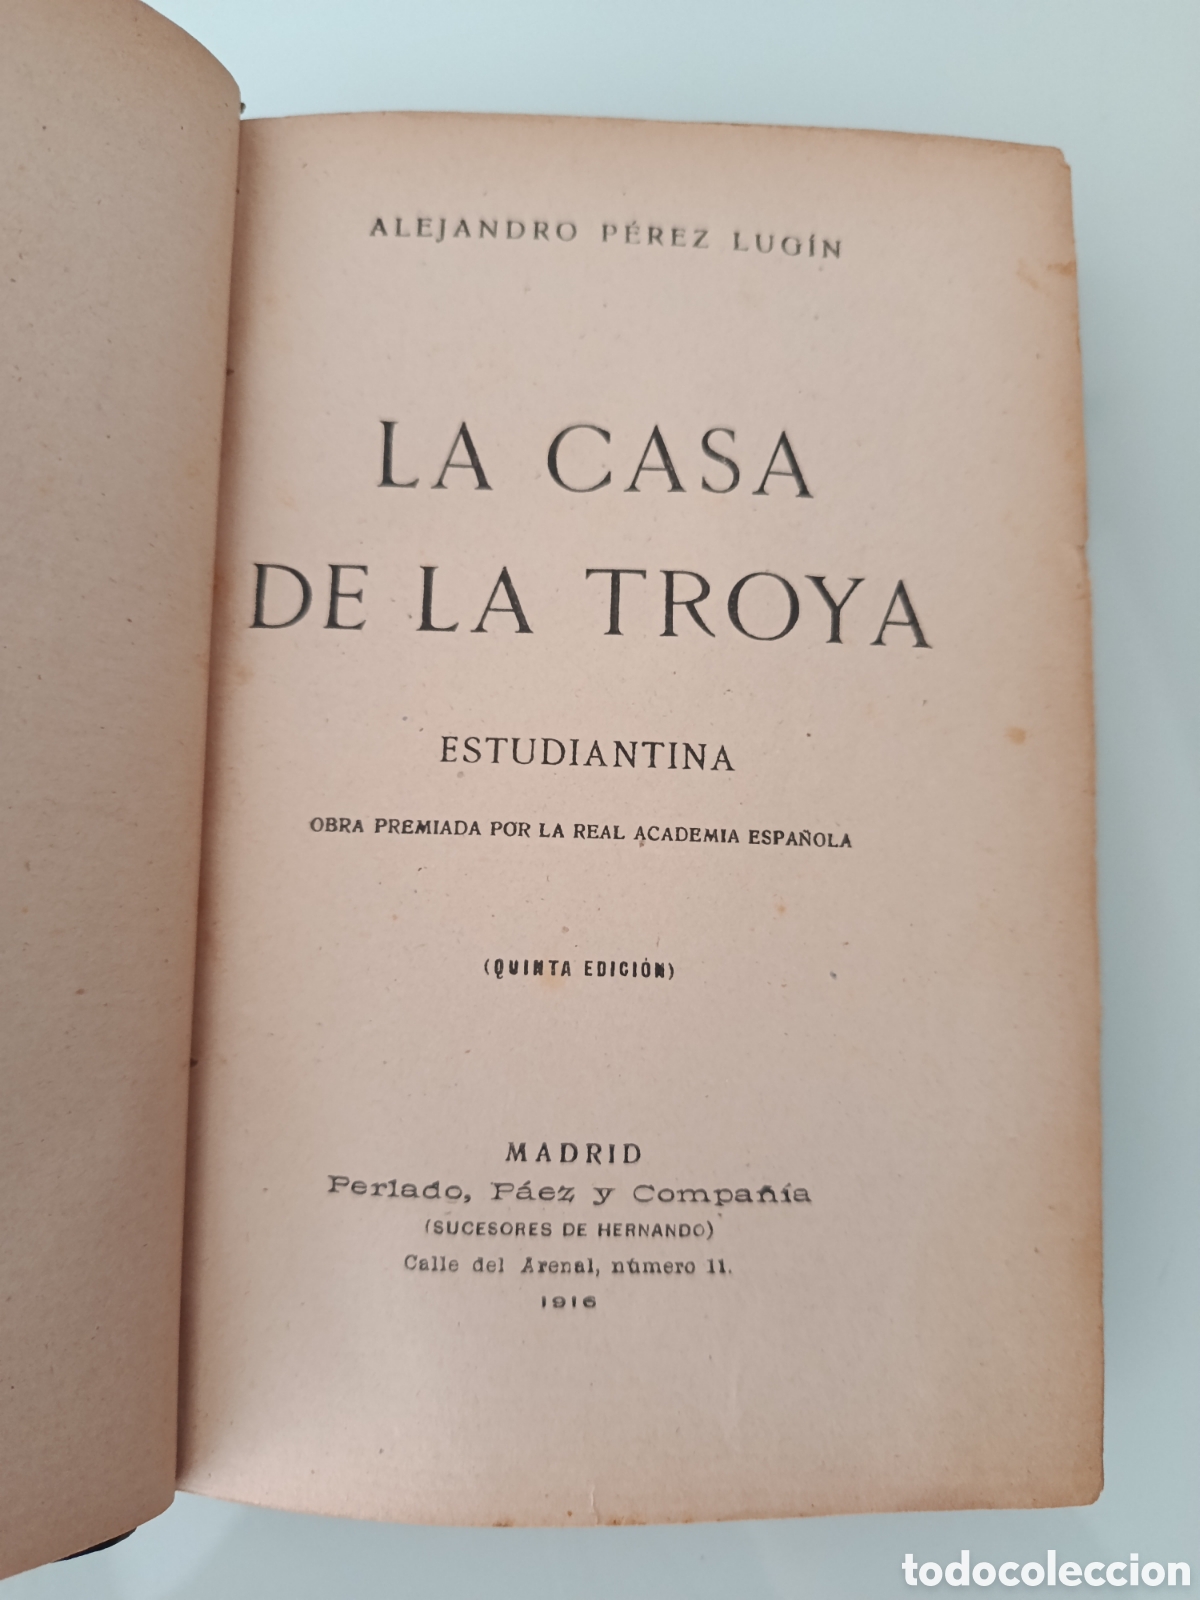 ALEJANDRO PÉREZ LUGÍN
LA CASA
DE LA TROYA
ESTUDIANTINA
OBRA PREMIADA POR LA REAL ACADEMIA ESPAÑOLA
(QUINTA EDICIÓN)
MADRID
Perlado, Páez y Compañía
(SUCESORES DE HERNANDO)
Calle del Arenal, número 11.
1916
todocoleccion